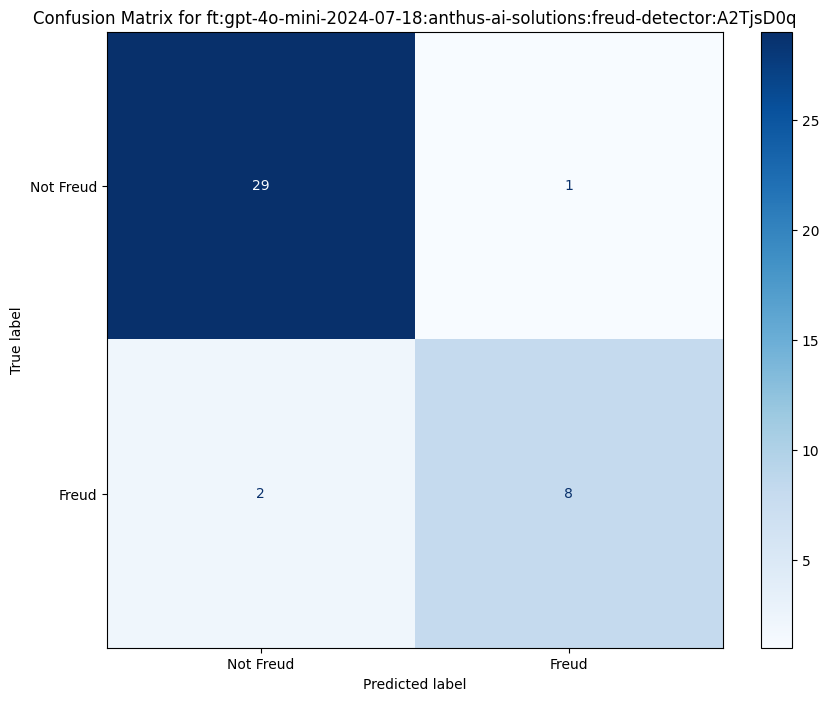 Confusion Matrix for ft:gpt-4o-mini-2024-07-18:anthus-ai-solutions:freud-detector:A2TjsD0q
25
Not Freud
29
1
20
True label
15
10
Freud
2
8
5
Not Freud
Freud
Predicted label